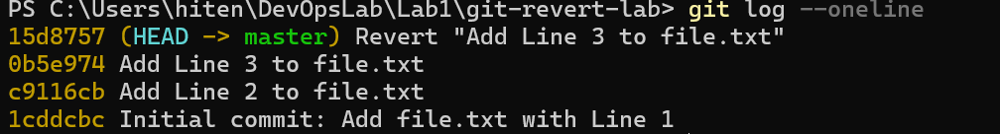 PS C:\Users\hiten\DevOpsLab\Lab1\git-revert-lab> git log --oneline
15d8757 (HEAD -> master) Revert "Add Line 3 to file.txt"
0b5e974 Add Line 3 to file.txt
c9116cb Add Line 2 to file.txt
1cddcbc Initial commit: Add file.txt with Line 1